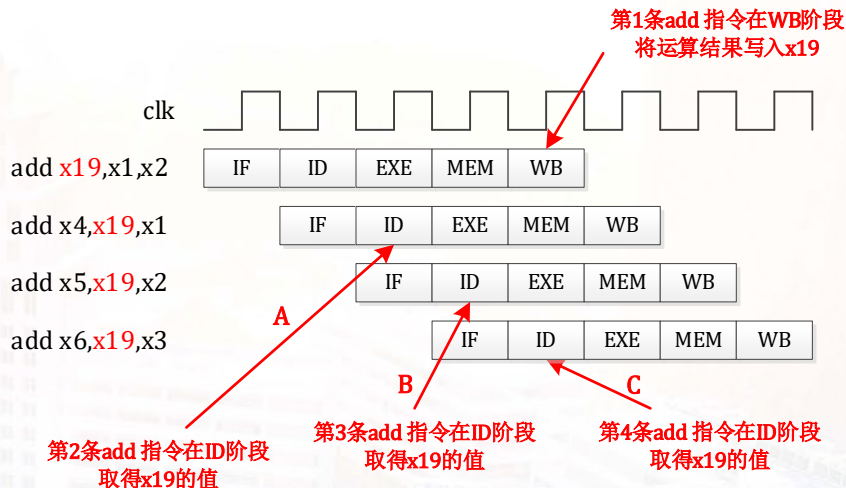 第1条add 指令在WB阶段
将运算结果写入x19
clk
add x19,x1,x2 IF ID EXE MEM WB
add x4,x19,x1 IF ID EXE MEM WB
add x5,x19,x2 IF ID EXE MEM WB
add x6,x19,x3 IF ID EXE MEM WB
A
B
C
第2条add 指令在ID阶段
取得x19的值
第3条add 指令在ID阶段
取得x19的值
第4条add 指令在ID阶段
取得x19的值